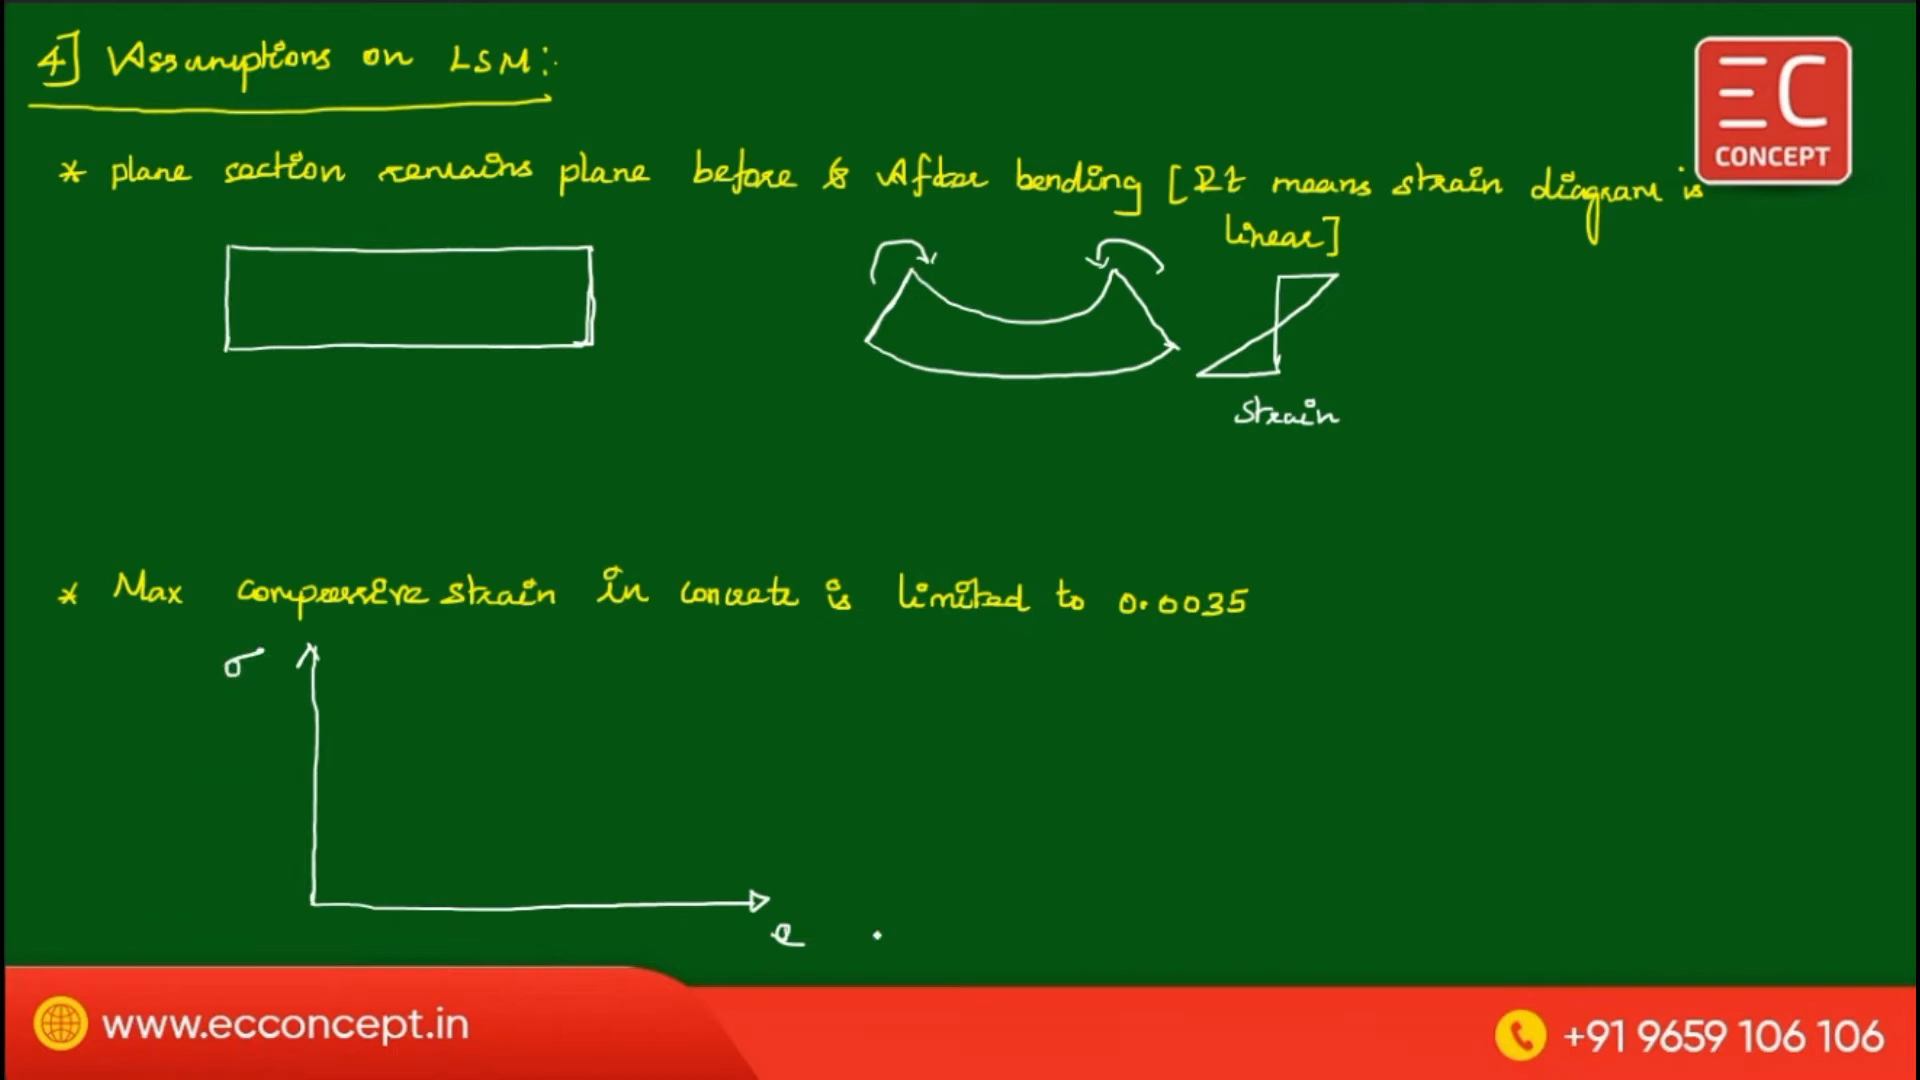 4] Assumptions on LSM:
EC
CONCEPT
* plane section remains plane before & After bending [It means strain diagram is
linear]
strain
* Max compressive strain in concrete is limited to 0.0035
σ
e
www.ecconcept.in
+91 9659 106 106